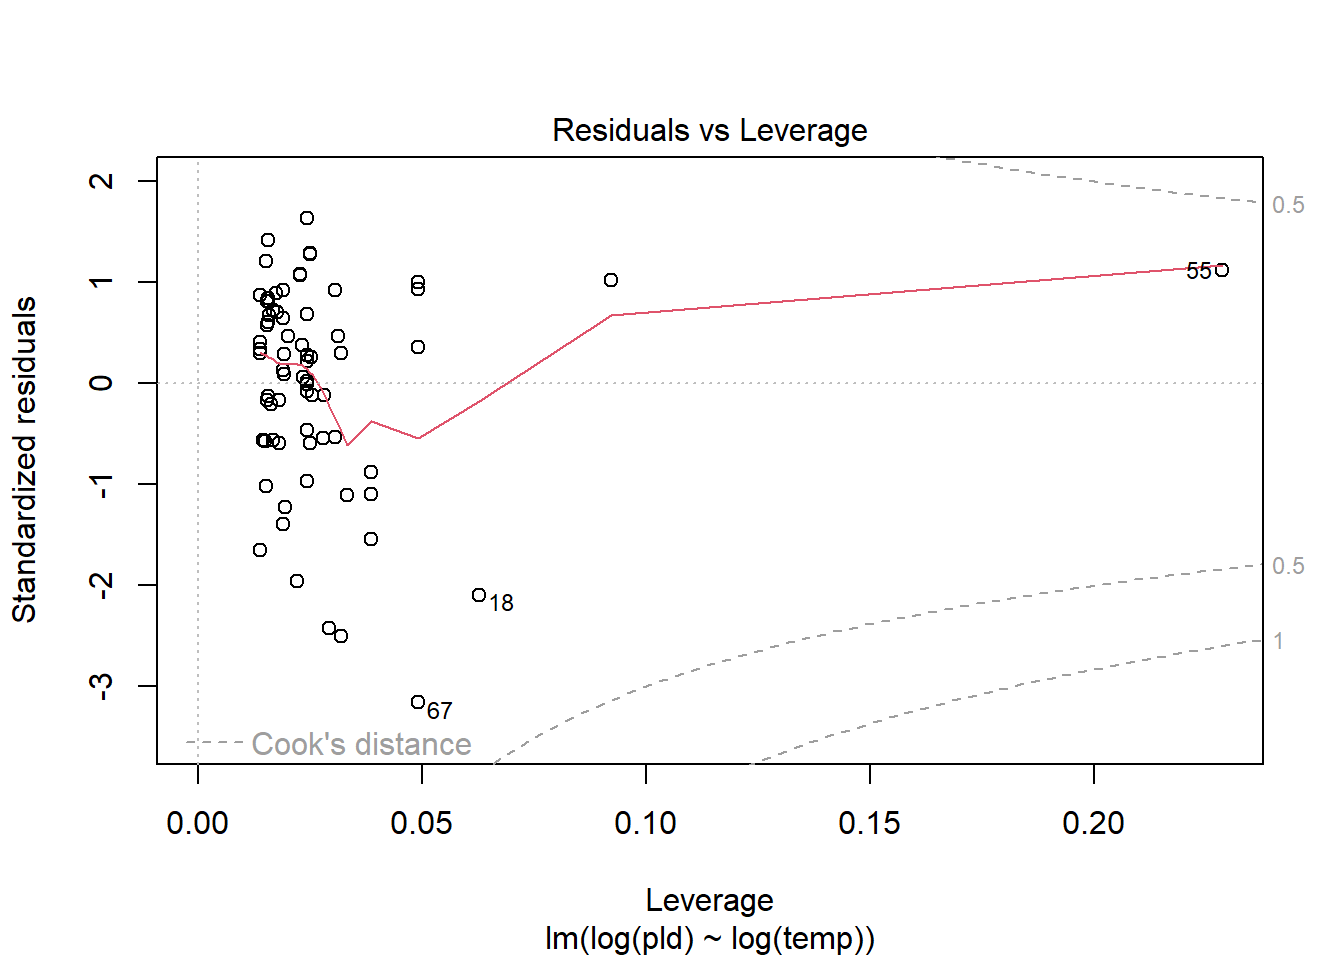 Residuals vs Leverage
Standardized residuals
2
1
0
-1
-2
-3
0.5
55
0.5
18
1
67
Cook's distance
0.00 0.05 0.10 0.15 0.20
Leverage
lm(log(pld) ~ log(temp))